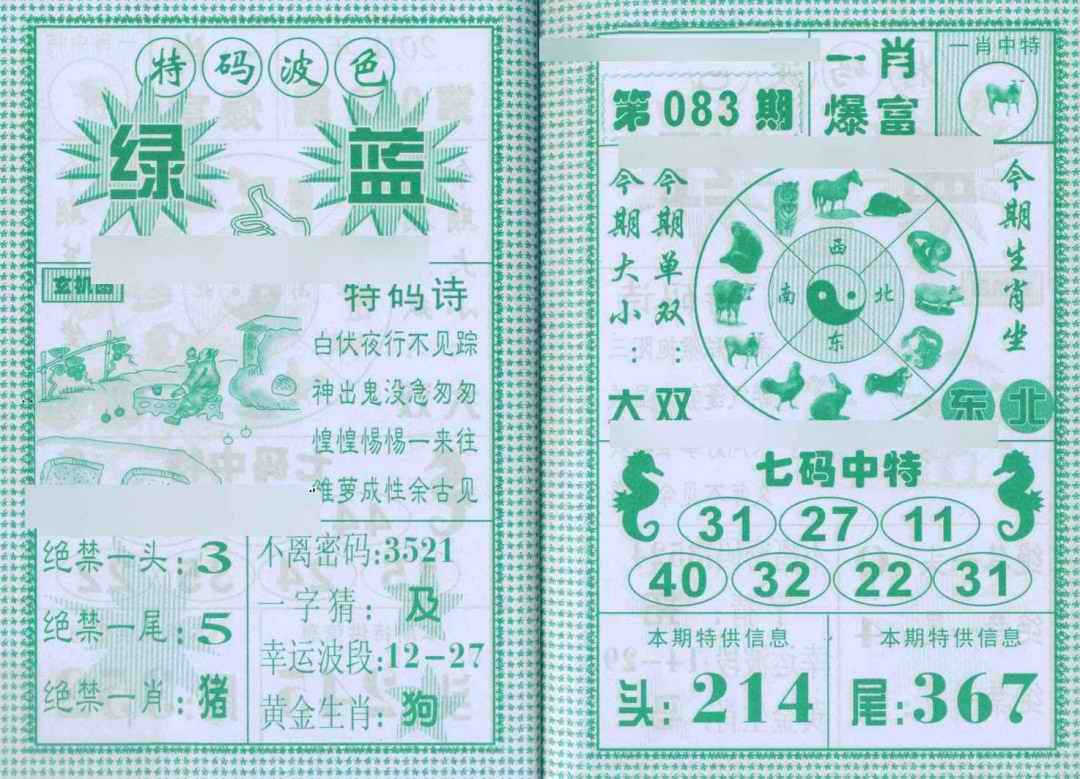 特码波色
绿 蓝
玄机图
特码诗
白伏夜行不见踪
神出鬼没急匆匆
惶惶惕惕一来往
雏萝成性余古见
绝禁一头:3
绝禁一尾:5
绝禁一肖:猪
不离密码:3521
一字猜:及
幸运波段:12-27
黄金生肖:狗
第083期
一肖
爆富
一肖中特
今期大小:大
今期单双:双
西
南 北
东
今期生肖坐
东北
七码中特
31 27 11
40 32 22 31
本期特供信息
头:214
本期特供信息
尾:367